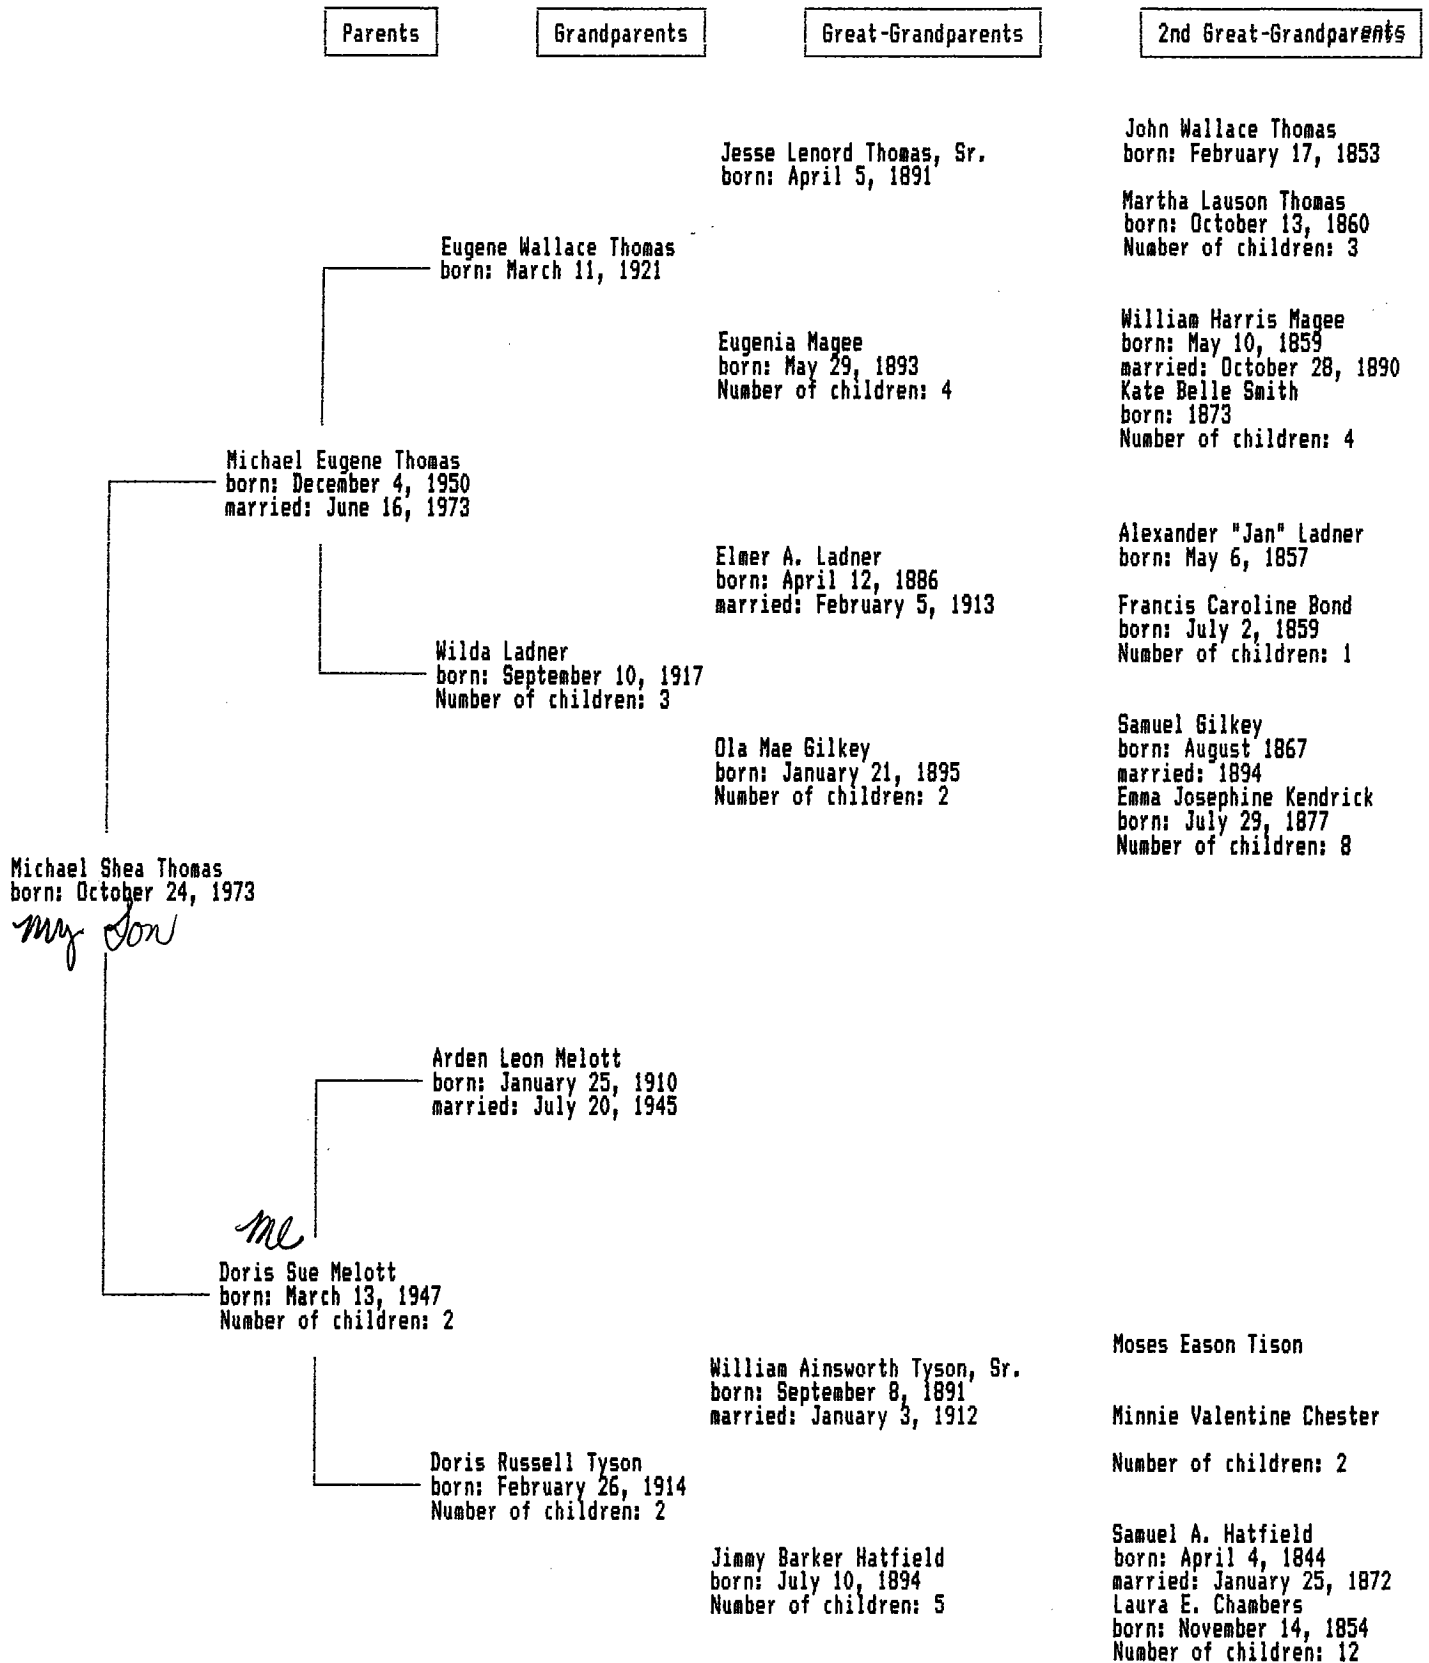 Parents
Grandparents
Great-Grandparents
2nd Great-Grandparents
John Wallace Thomas
born: February 17, 1853
Jesse Lenord Thomas, Sr.
born: April 5, 1891
Martha Lauson Thomas
born: October 13, 1860
Number of children: 3
Eugene Wallace Thomas
born: March 11, 1921
William Harris Magee
born: May 10, 1859
married: October 28, 1890
Kate Belle Smith
born: 1873
Number of children: 4
Eugenia Magee
born: May 29, 1893
Number of children: 4
Michael Eugene Thomas
born: December 4, 1950
married: June 16, 1973
Alexander "Jan" Ladner
born: May 6, 1857
Elmer A. Ladner
born: April 12, 1886
married: February 5, 1913
Francis Caroline Bond
born: July 2, 1859
Number of children: 1
Wilda Ladner
born: September 10, 1917
Number of children: 3
Samuel Gilkey
born: August 1867
married: 1894
Emma Josephine Kendrick
born: July 29, 1877
Number of children: 8
Ola Mae Gilkey
born: January 21, 1895
Number of children: 2
Michael Shea Thomas
born: October 24, 1973
My Son
Arden Leon Melott
born: January 25, 1910
married: July 20, 1945
Me
Doris Sue Melott
born: March 13, 1947
Number of children: 2
Moses Eason Tison
William Ainsworth Tyson, Sr.
born: September 8, 1891
married: January 3, 1912
Minnie Valentine Chester
Number of children: 2
Doris Russell Tyson
born: February 26, 1914
Number of children: 2
Samuel A. Hatfield
born: April 4, 1844
married: January 25, 1872
Laura E. Chambers
born: November 14, 1854
Number of children: 12
Jimmy Barker Hatfield
born: July 10, 1894
Number of children: 5